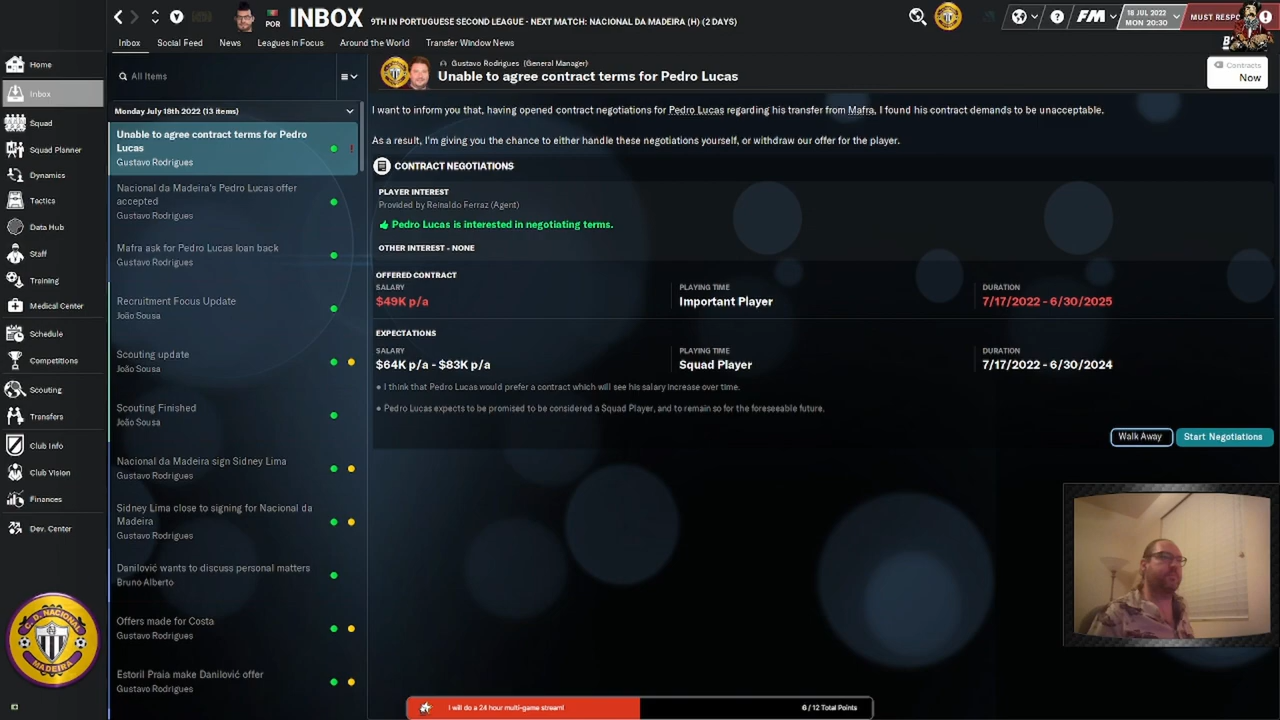 POR
INBOX
9TH IN PORTUGUESE SECOND LEAGUE - NEXT MATCH: NACIONAL DA MADEIRA (H) (2 DAYS)
FM
18 JUL 2022
MON 20:30
MUST RESPO
Inbox
Social Feed
News
Leagues in Focus
Around the World
Transfer Window News
Home
Inbox
Squad
Squad Planner
Dynamics
Tactics
Data Hub
Staff
Training
Medical Center
Schedule
Competitions
Scouting
Transfers
Club Info
Club Vision
Finances
Dev. Center
C. D. NACIONAL
MADEIRA
All Items
Monday July 18th 2022 (13 items)
Unable to agree contract terms for Pedro
Lucas
Gustavo Rodrigues
Nacional da Madeira's Pedro Lucas offer
accepted
Gustavo Rodrigues
Mafra ask for Pedro Lucas loan back
Gustavo Rodrigues
Recruitment Focus Update
João Sousa
Scouting update
João Sousa
Scouting Finished
João Sousa
Nacional da Madeira sign Sidney Lima
Gustavo Rodrigues
Sidney Lima close to signing for Nacional da
Madeira
Gustavo Rodrigues
Danilović wants to discuss personal matters
Bruno Alberto
Offers made for Costa
Gustavo Rodrigues
Estoril Praia make Danilović offer
Gustavo Rodrigues
Gustavo Rodrigues (General Manager)
Unable to agree contract terms for Pedro Lucas
Contracts
Now
I want to inform you that, having opened contract negotiations for Pedro Lucas regarding his transfer from Mafra, I found his contract demands to be unacceptable.
As a result, I'm giving you the chance to either handle these negotiations yourself, or withdraw our offer for the player.
CONTRACT NEGOTIATIONS
PLAYER INTEREST
Provided by Reinaldo Ferraz (Agent)
Pedro Lucas is interested in negotiating terms.
OTHER INTEREST - NONE
OFFERED CONTRACT
SALARY
PLAYING TIME
DURATION
$49K p/a
Important Player
7/17/2022 - 6/30/2025
EXPECTATIONS
SALARY
PLAYING TIME
DURATION
$64K p/a - $83K p/a
Squad Player
7/17/2022 - 6/30/2024
• I think that Pedro Lucas would prefer a contract which will see his salary increase over time.
• Pedro Lucas expects to be promised to be considered a Squad Player, and to remain so for the foreseeable future.
Walk Away
Start Negotiations
I will do a 24 hour multi-game stream!
6 / 12 Total Points